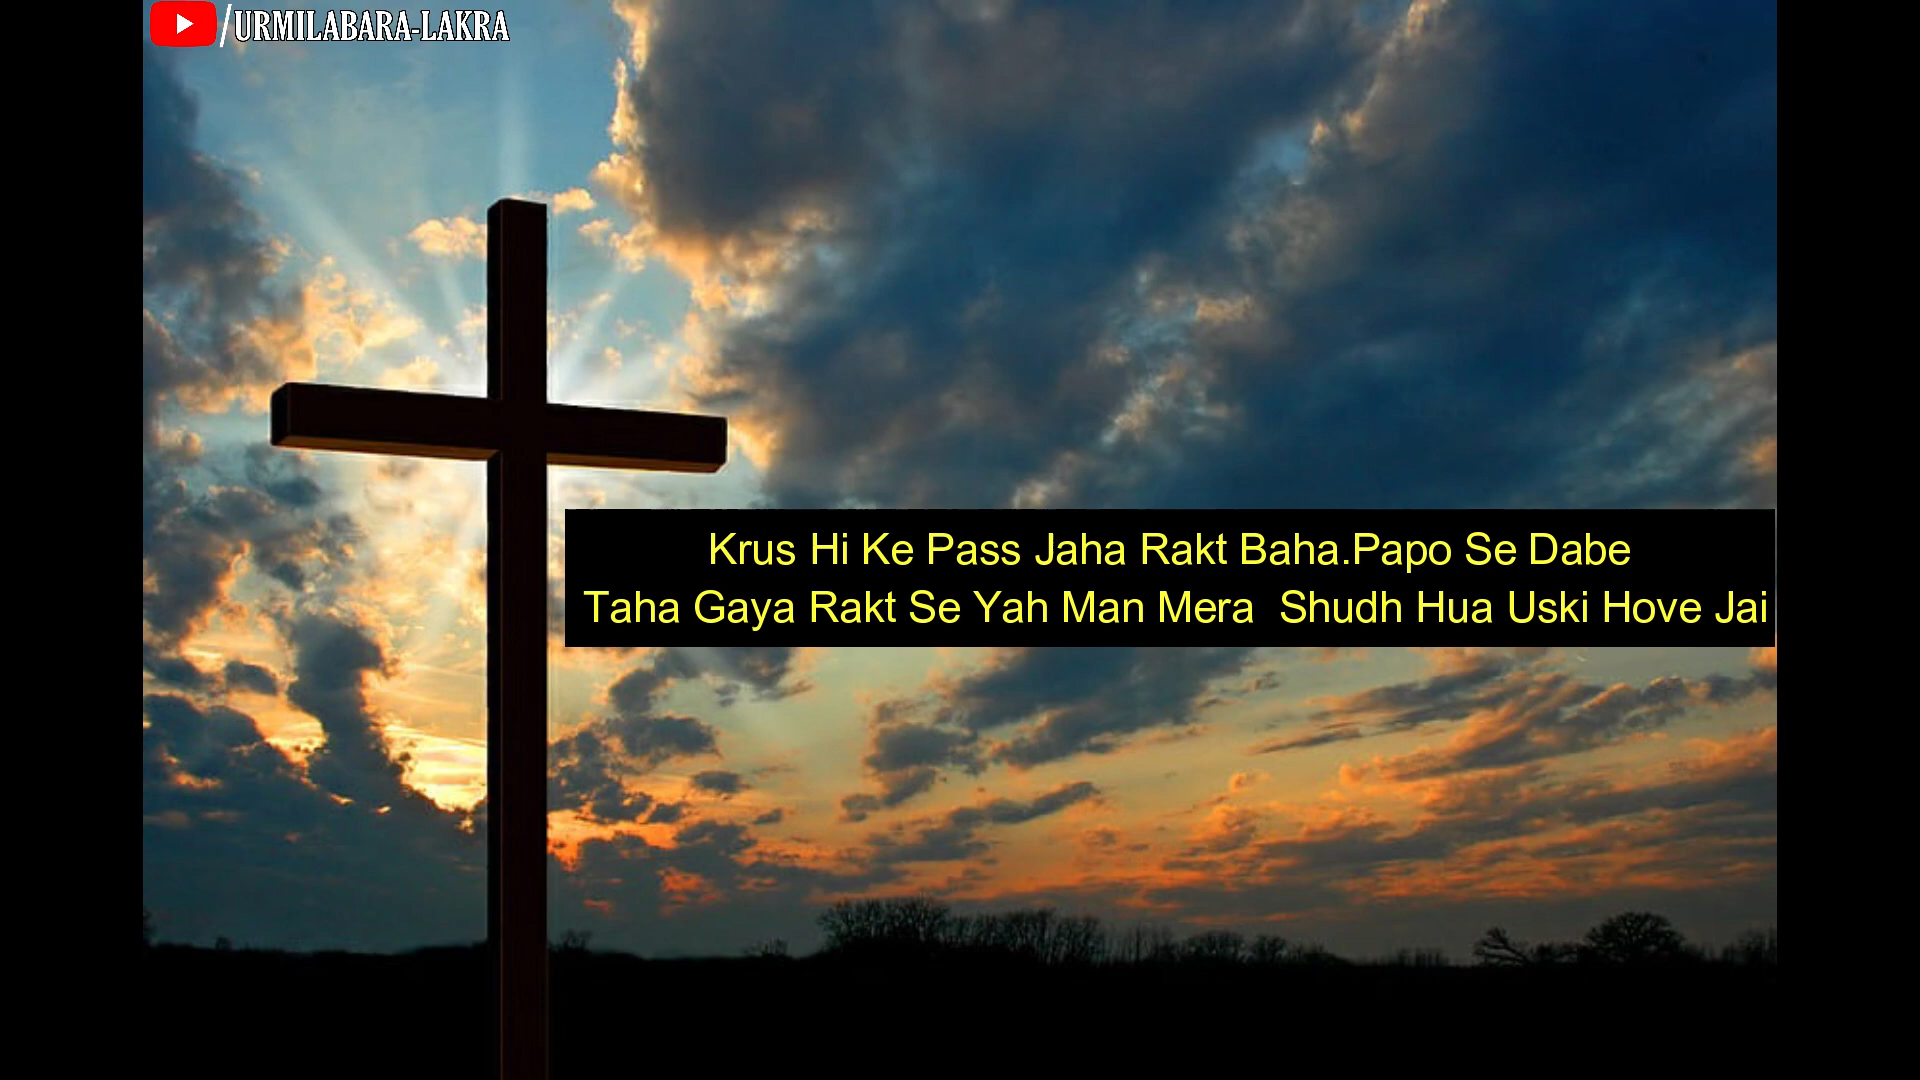 /URMILABARA-LAKRA
Krus Hi Ke Pass Jaha Rakt Baha.Papo Se Dabe
Taha Gaya Rakt Se Yah Man Mera  Shudh Hua Uski Hove Jai